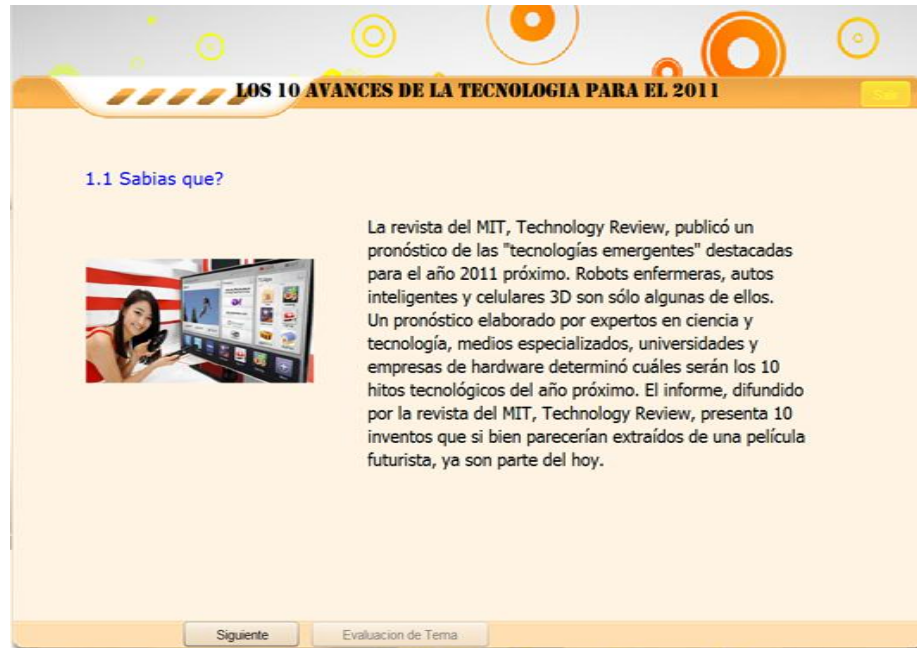 LOS 10 AVANCES DE LA TECNOLOGIA PARA EL 2011
Salir
1.1 Sabias que?
La revista del MIT, Technology Review, publicó un
pronóstico de las "tecnologías emergentes" destacadas
para el año 2011 próximo. Robots enfermeras, autos
inteligentes y celulares 3D son sólo algunas de ellos.
Un pronóstico elaborado por expertos en ciencia y
tecnología, medios especializados, universidades y
empresas de hardware determinó cuáles serán los 10
hitos tecnológicos del año próximo. El informe, difundido
por la revista del MIT, Technology Review, presenta 10
inventos que si bien parecerían extraídos de una película
futurista, ya son parte del hoy.
Siguiente
Evaluacion de Tema